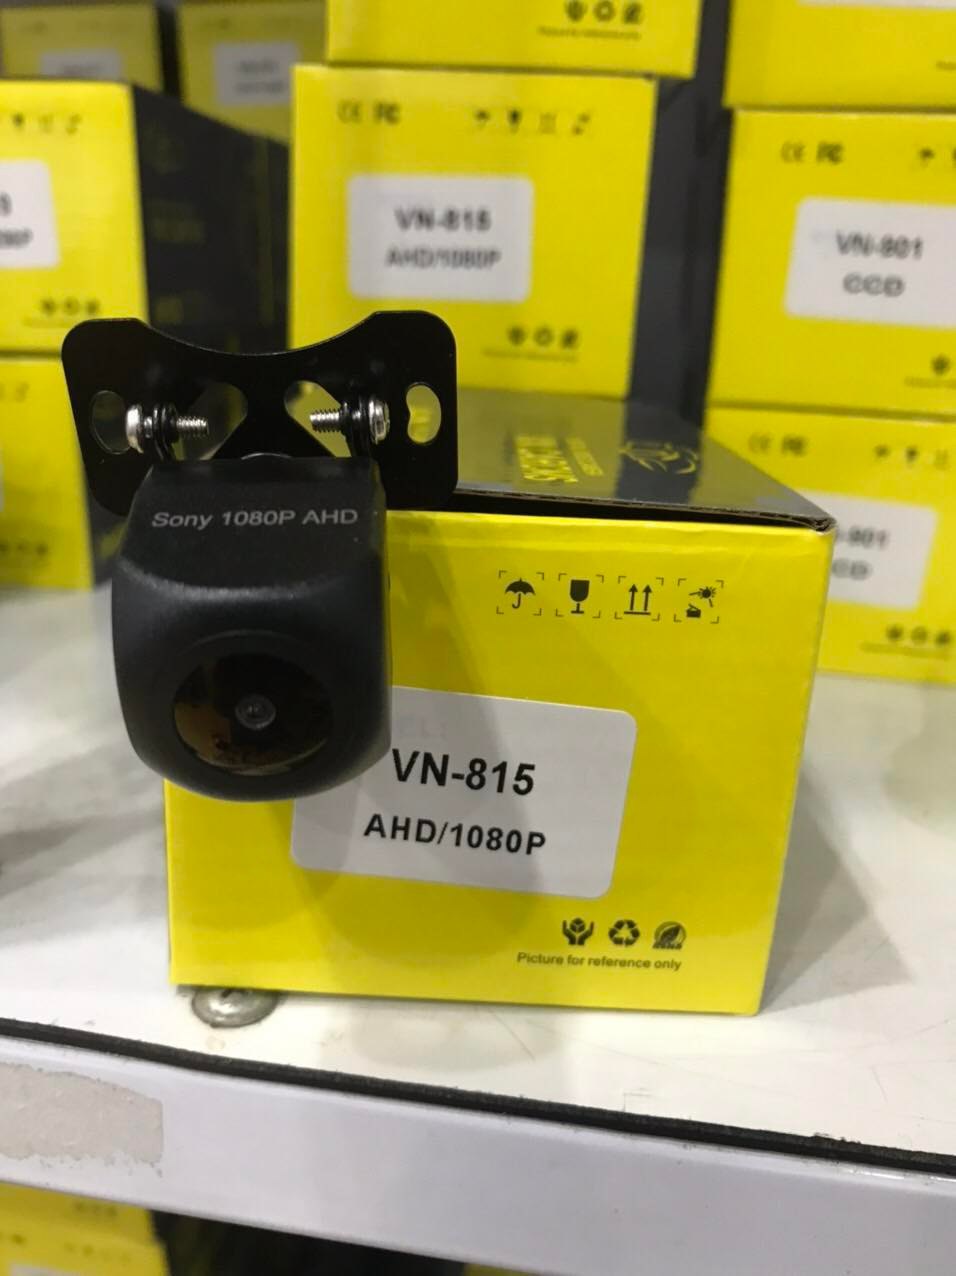 VN-815
AHD/1080P
VN-801
CCD
Sony 1080P AHD
VN-815
AHD/1080P
Picture for reference only